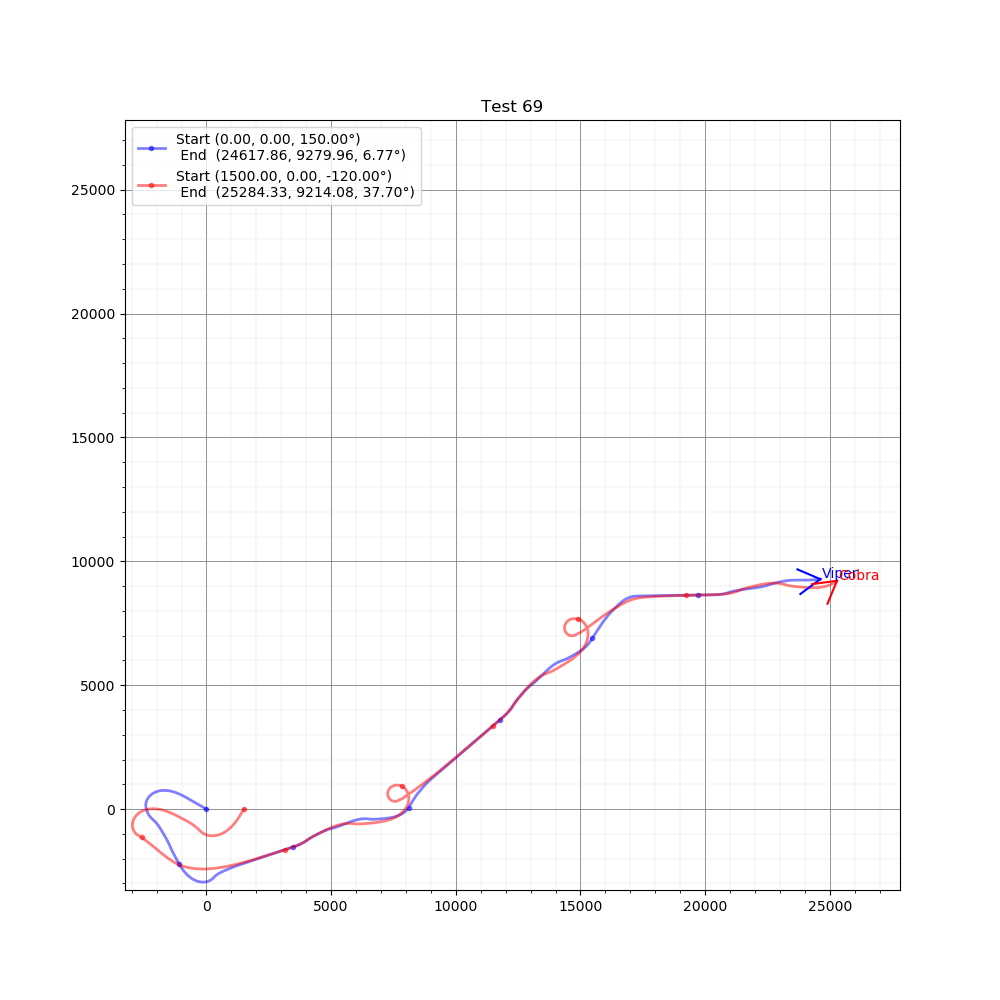 Test 69
Start (0.00, 0.00, 150.00°)
End (24617.86, 9279.96, 6.77°)
Start (1500.00, 0.00, -120.00°)
End (25284.33, 9214.08, 37.70°)
25000
20000
15000
10000
5000
0
Viper
Cobra
0
5000
10000
15000
20000
25000